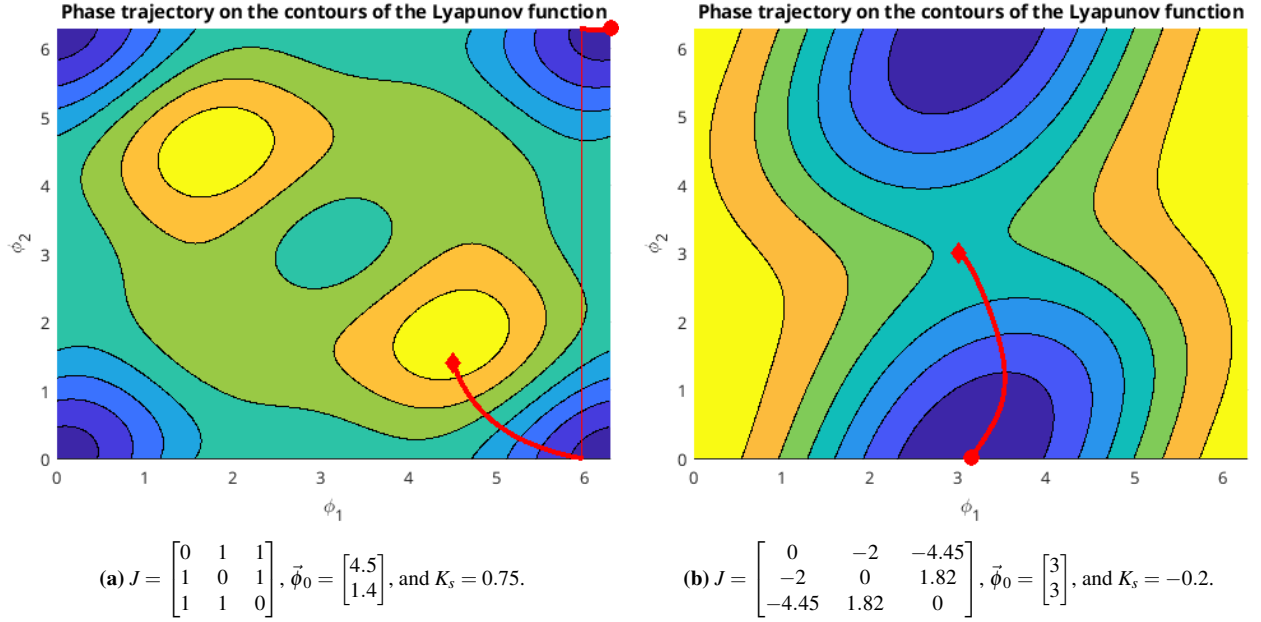 Phase trajectory on the contours of the Lyapunov function
6
5
4
3
2
1
0
ϕ₂
0 1 2 3 4 5 6
ϕ₁
(a) J = [0 1 1; 1 0 1; 1 1 0], ϕ⃗₀ = [4.5; 1.4], and Kₛ = 0.75.
Phase trajectory on the contours of the Lyapunov function
6
5
4
3
2
1
0
ϕ₂
0 1 2 3 4 5 6
ϕ₁
(b) J = [0 −2 −4.45; −2 0 1.82; −4.45 1.82 0], ϕ⃗₀ = [3; 3], and Kₛ = −0.2.